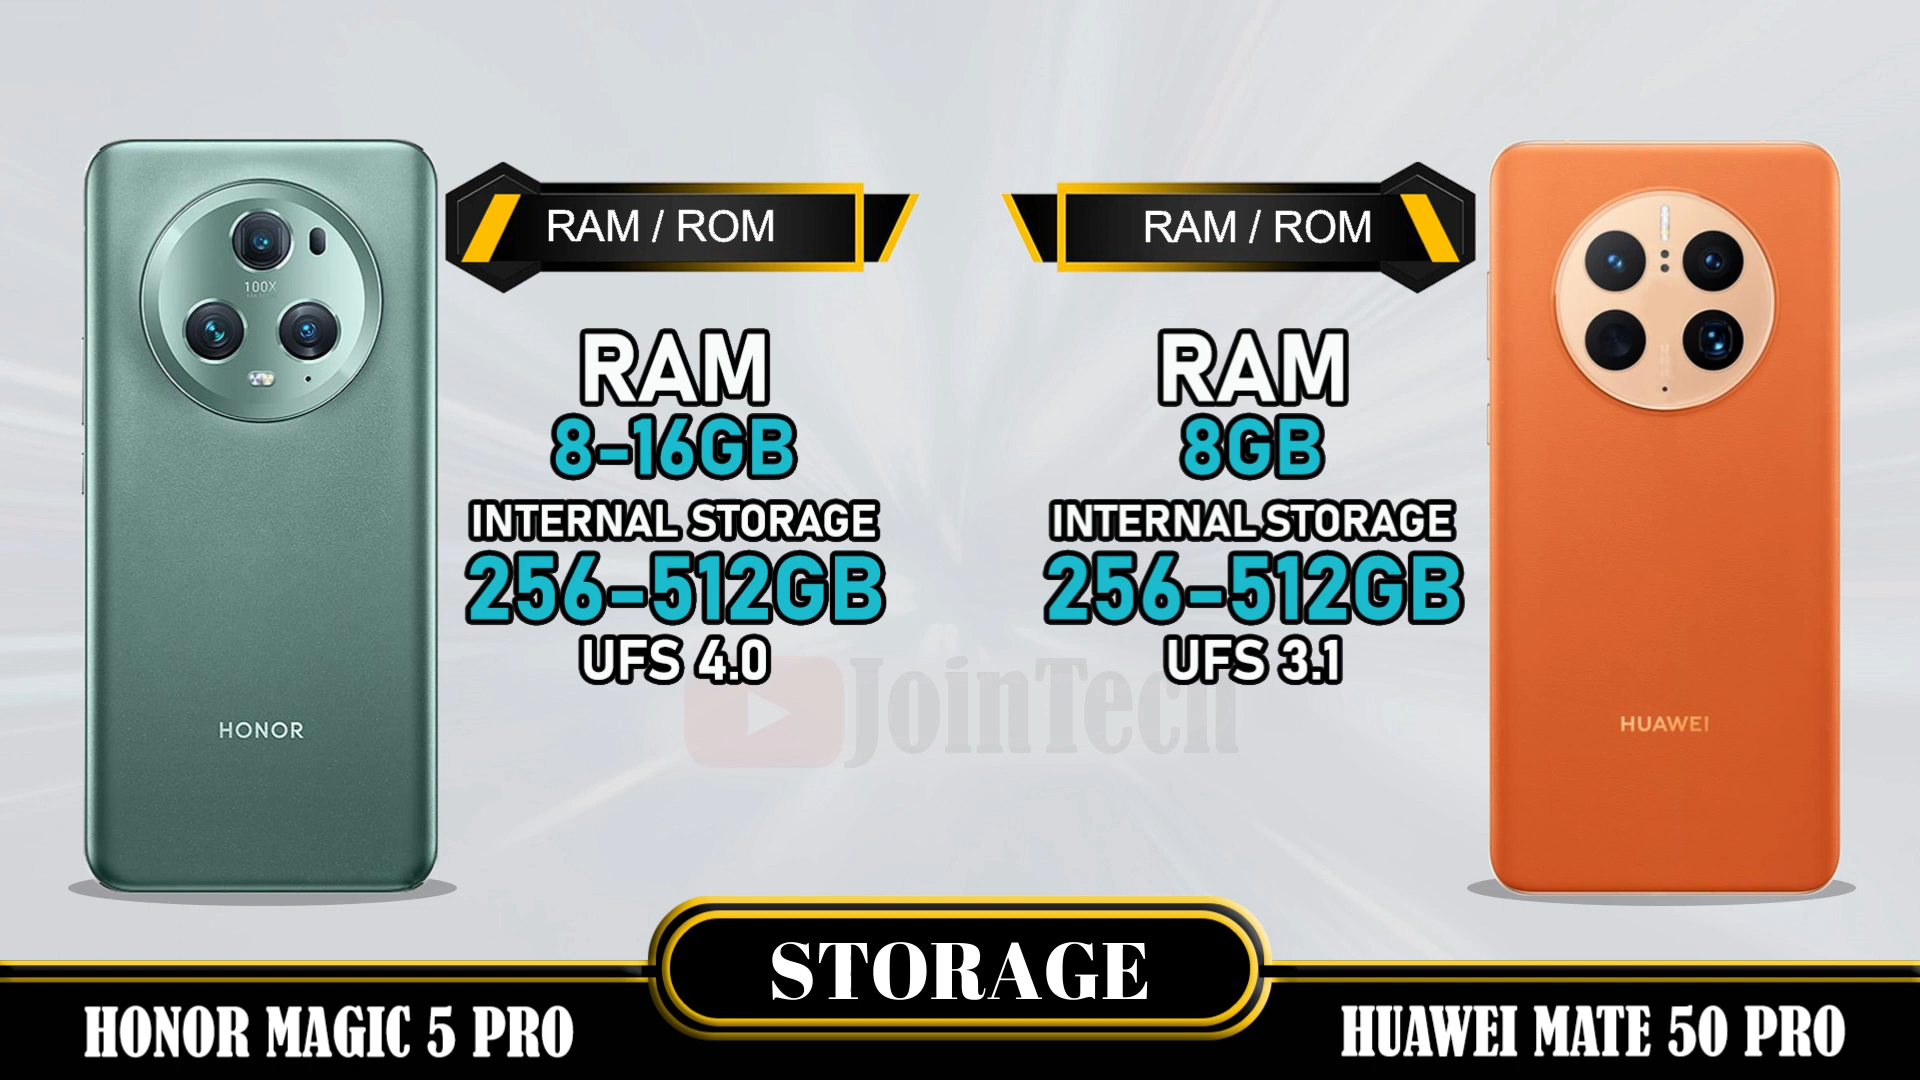 RAM / ROM
RAM / ROM
100X
RAM
8-16GB
INTERNAL STORAGE
256-512GB
UFS 4.0
RAM
8GB
INTERNAL STORAGE
256-512GB
UFS 3.1
JoinTech
HONOR
HUAWEI
STORAGE
HONOR MAGIC 5 PRO
HUAWEI MATE 50 PRO